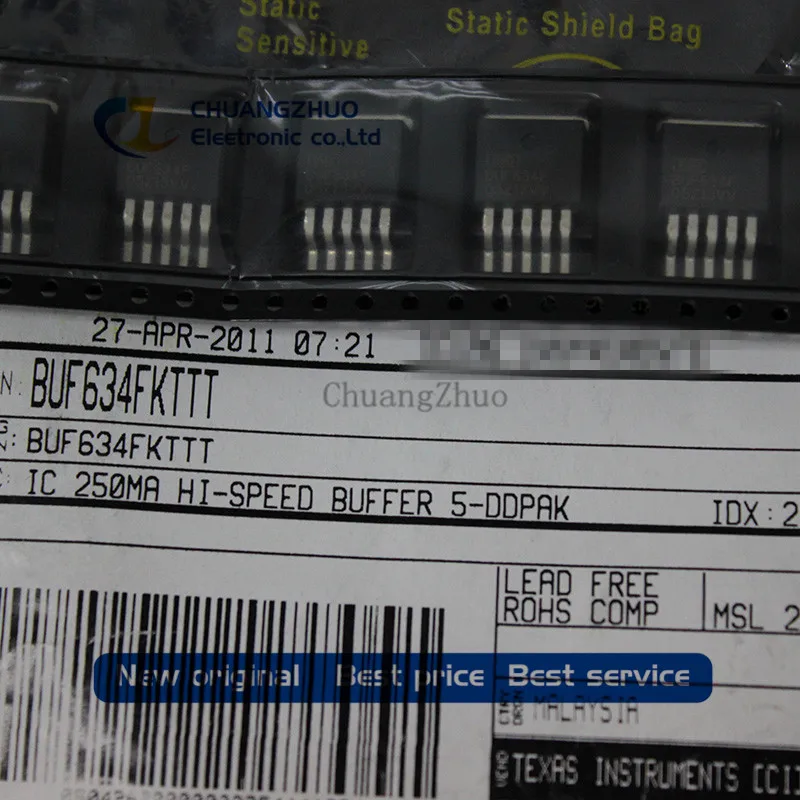 Static
Sensitive
Static Shield Bag
CHUANGZHUO
Electronic co.,Ltd
27-APR-2011 07:21
N: BUF634FKTTT
ChuangZhuo
: BUF634FKTTT
: IC 250MA HI-SPEED BUFFER 5-DDPAK
IDX: 2
LEAD FREE
ROHS COMP
MSL 2
New original Best price Best service
MALAYSIA
TEXAS INSTRUMENTS [CI